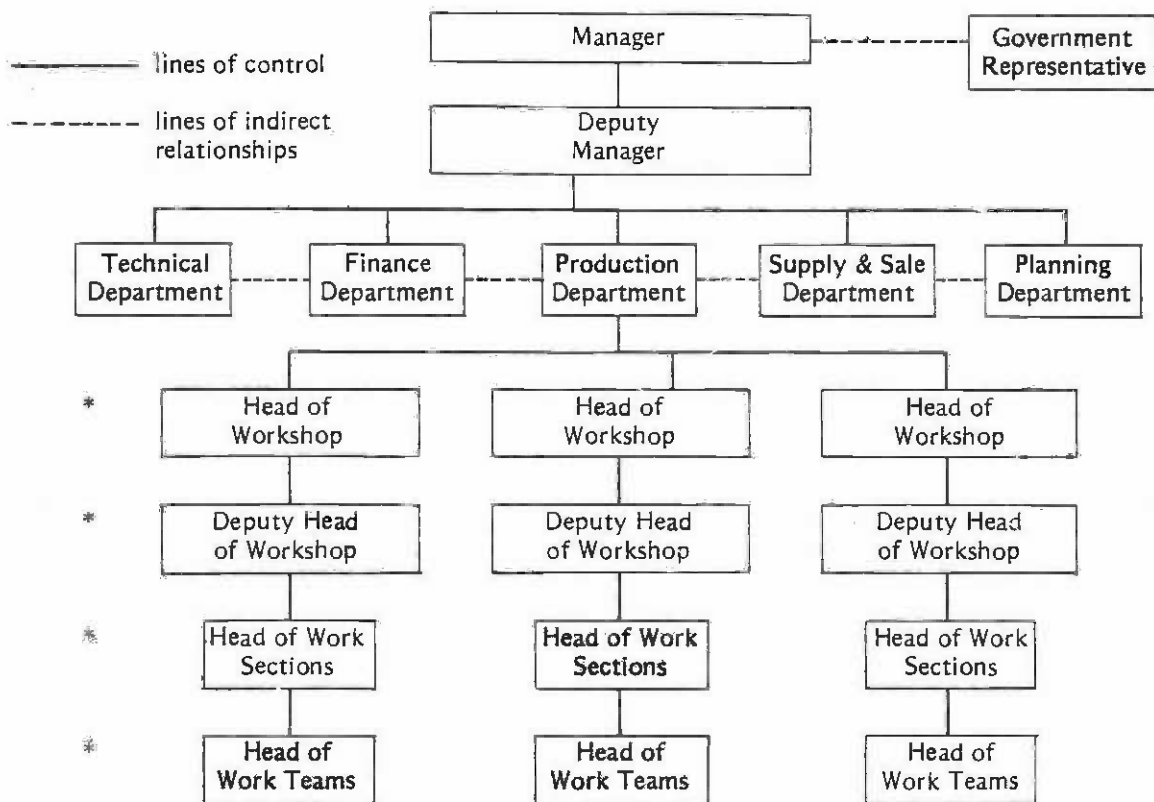 Manager
Government
Representative
lines of control
lines of indirect
relationships
Deputy
Manager
Technical
Department
Finance
Department
Production
Department
Supply & Sale
Department
Planning
Department
*
Head of
Workshop
Head of
Workshop
Head of
Workshop
*
Deputy Head
of Workshop
Deputy Head
of Workshop
Deputy Head
of Workshop
*
Head of Work
Sections
Head of Work
Sections
Head of Work
Sections
*
Head of
Work Teams
Head of
Work Teams
Head of
Work Teams